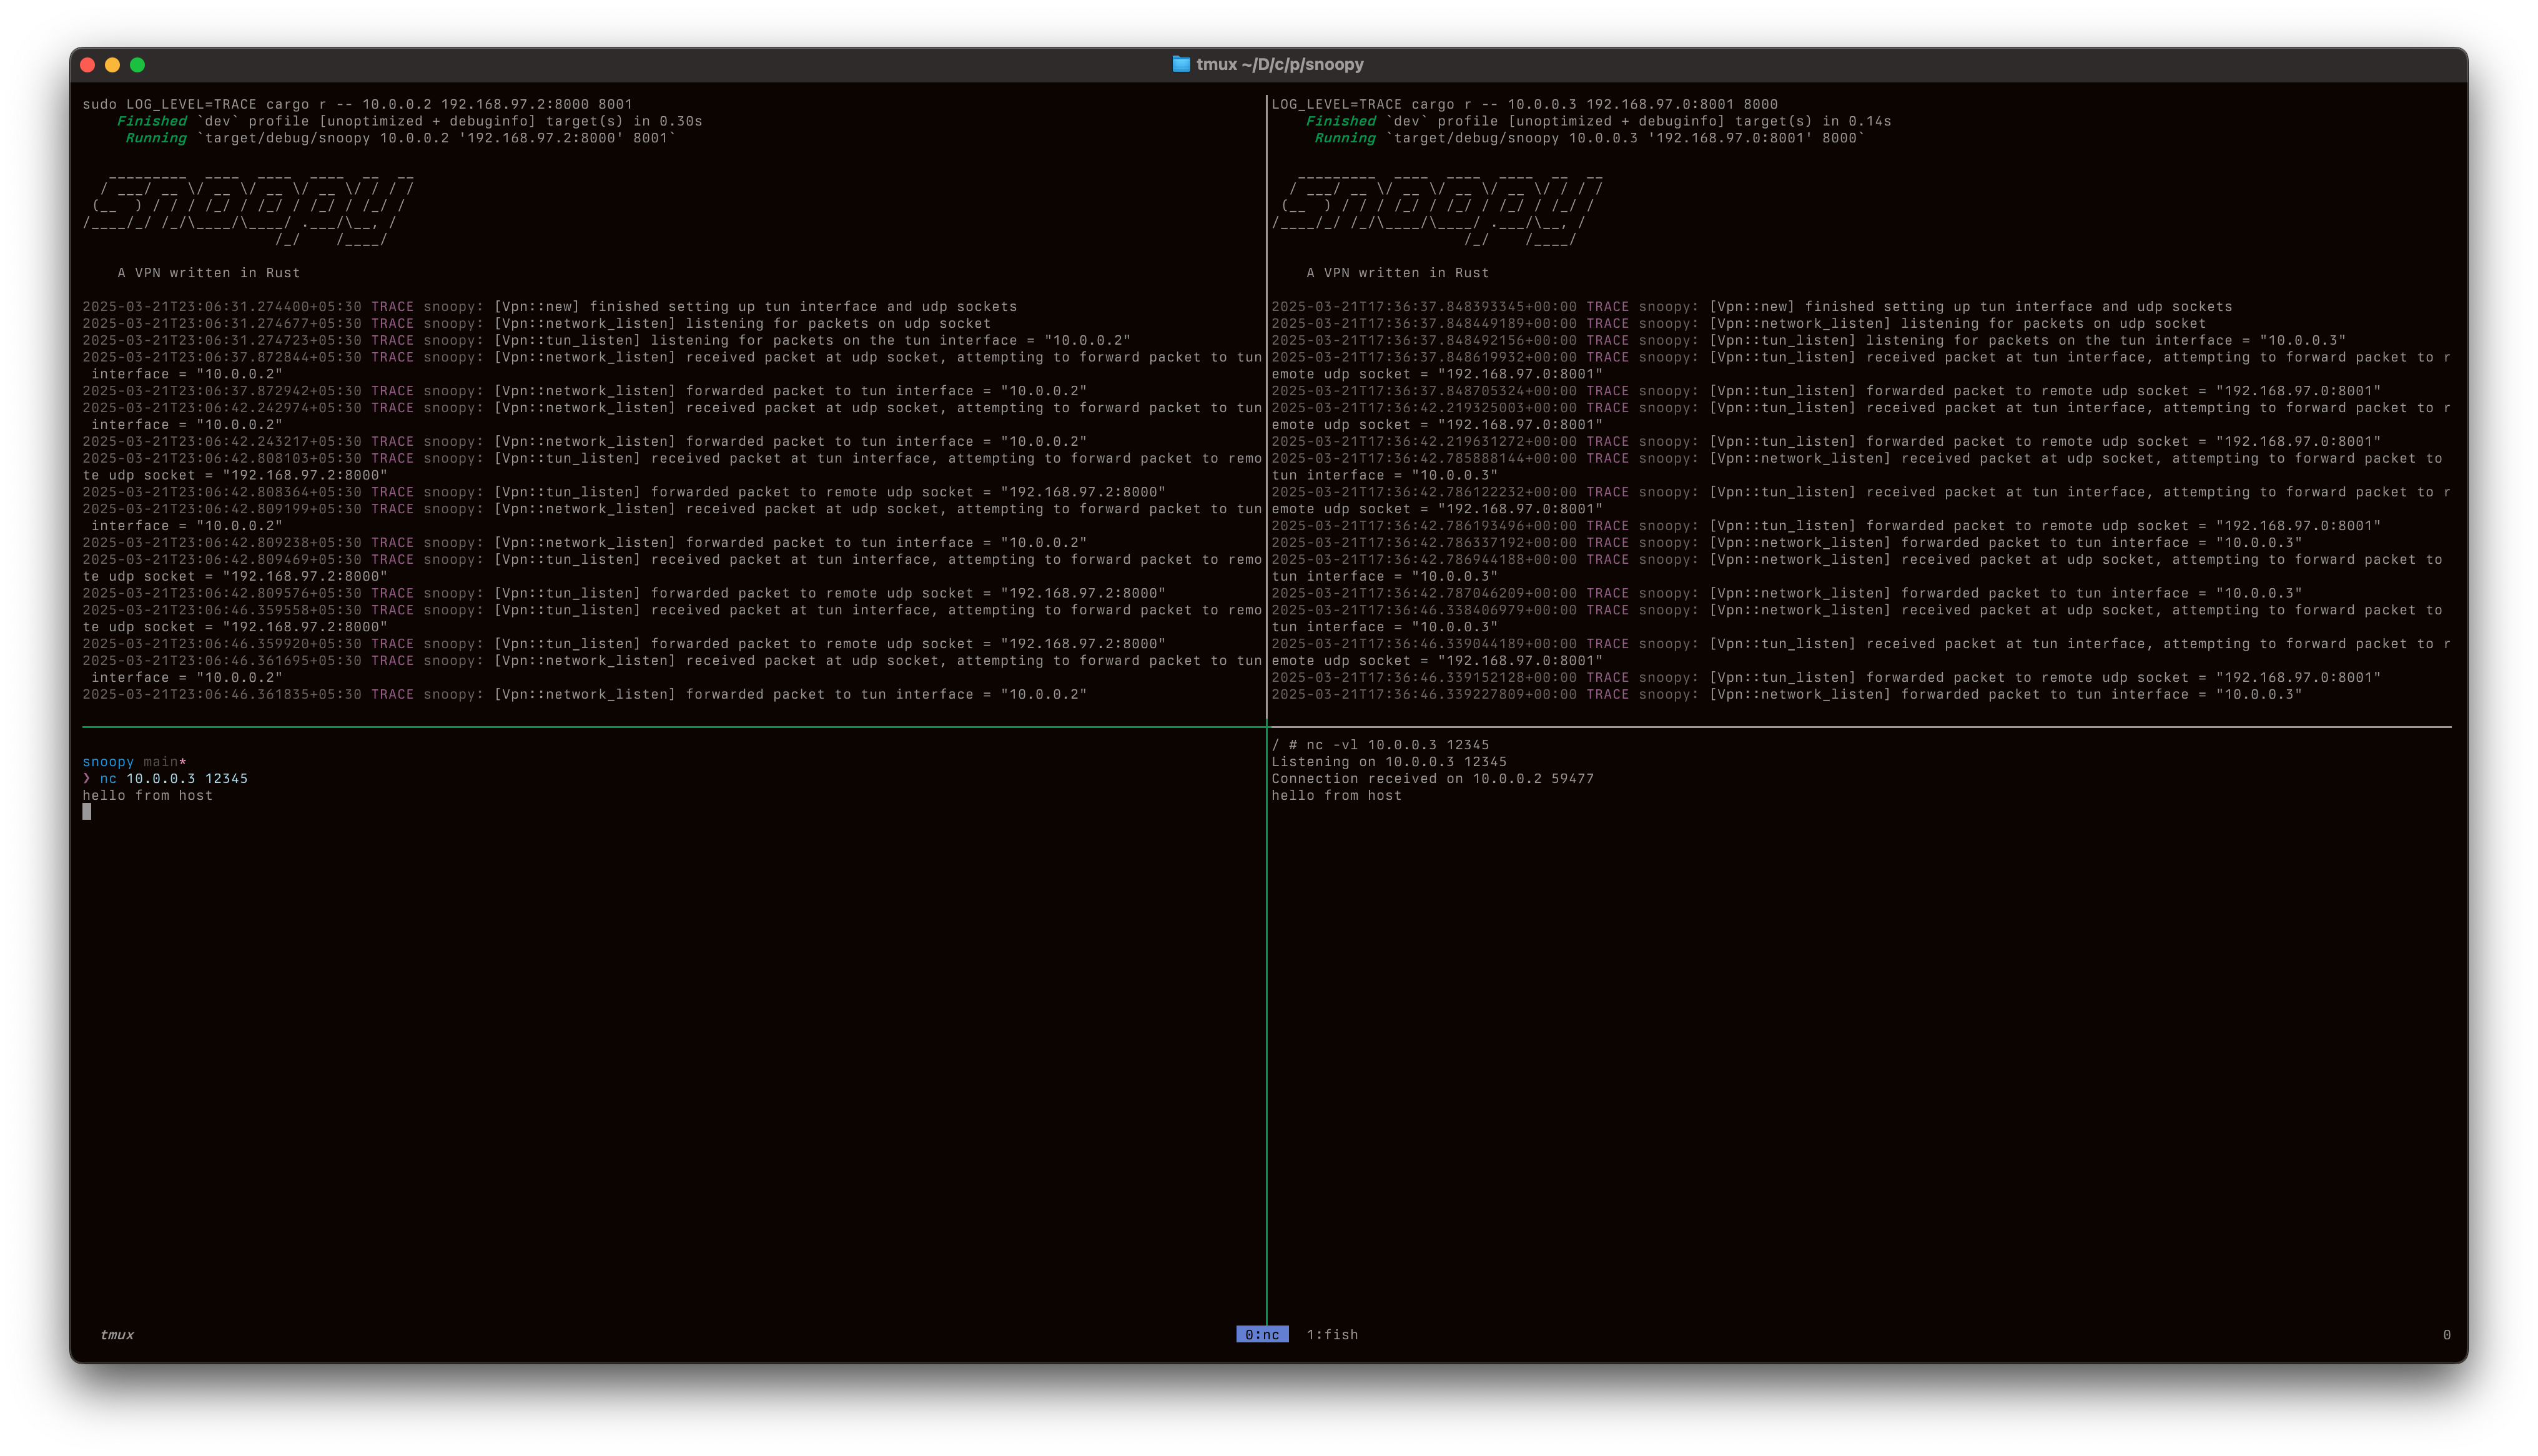 tmux ~/D/c/p/snoopy
sudo LOG_LEVEL=TRACE cargo r -- 10.0.0.2 192.168.97.2:8000 8001
    Finished `dev` profile [unoptimized + debuginfo] target(s) in 0.30s
     Running `target/debug/snoopy 10.0.0.2 '192.168.97.2:8000' 8001`
   _________  ____  ____  ____  __  __
  / ___/ __ \/ __ \/ __ \/ __ \/ / / /
 (__  ) / / / /_/ / /_/ / /_/ / /_/ /
/____/_/ /_/\____/\____/ .___/\__, /
                      /_/    /____/
    A VPN written in Rust
2025-03-21T23:06:31.274400+05:30 TRACE snoopy: [Vpn::new] finished setting up tun interface and udp sockets
2025-03-21T23:06:31.274677+05:30 TRACE snoopy: [Vpn::network_listen] listening for packets on udp socket
2025-03-21T23:06:31.274723+05:30 TRACE snoopy: [Vpn::tun_listen] listening for packets on the tun interface = "10.0.0.2"
2025-03-21T23:06:37.872844+05:30 TRACE snoopy: [Vpn::network_listen] received packet at udp socket, attempting to forward packet to tun
 interface = "10.0.0.2"
2025-03-21T23:06:37.872942+05:30 TRACE snoopy: [Vpn::network_listen] forwarded packet to tun interface = "10.0.0.2"
2025-03-21T23:06:42.242974+05:30 TRACE snoopy: [Vpn::network_listen] received packet at udp socket, attempting to forward packet to tun
 interface = "10.0.0.2"
2025-03-21T23:06:42.243217+05:30 TRACE snoopy: [Vpn::network_listen] forwarded packet to tun interface = "10.0.0.2"
2025-03-21T23:06:42.808103+05:30 TRACE snoopy: [Vpn::tun_listen] received packet at tun interface, attempting to forward packet to remo
te udp socket = "192.168.97.2:8000"
2025-03-21T23:06:42.808364+05:30 TRACE snoopy: [Vpn::tun_listen] forwarded packet to remote udp socket = "192.168.97.2:8000"
2025-03-21T23:06:42.809199+05:30 TRACE snoopy: [Vpn::network_listen] received packet at udp socket, attempting to forward packet to tun
 interface = "10.0.0.2"
2025-03-21T23:06:42.809238+05:30 TRACE snoopy: [Vpn::network_listen] forwarded packet to tun interface = "10.0.0.2"
2025-03-21T23:06:42.809469+05:30 TRACE snoopy: [Vpn::tun_listen] received packet at tun interface, attempting to forward packet to remo
te udp socket = "192.168.97.2:8000"
2025-03-21T23:06:42.809576+05:30 TRACE snoopy: [Vpn::tun_listen] forwarded packet to remote udp socket = "192.168.97.2:8000"
2025-03-21T23:06:46.359558+05:30 TRACE snoopy: [Vpn::tun_listen] received packet at tun interface, attempting to forward packet to remo
te udp socket = "192.168.97.2:8000"
2025-03-21T23:06:46.359920+05:30 TRACE snoopy: [Vpn::tun_listen] forwarded packet to remote udp socket = "192.168.97.2:8000"
2025-03-21T23:06:46.361695+05:30 TRACE snoopy: [Vpn::network_listen] received packet at udp socket, attempting to forward packet to tun
 interface = "10.0.0.2"
2025-03-21T23:06:46.361835+05:30 TRACE snoopy: [Vpn::network_listen] forwarded packet to tun interface = "10.0.0.2"
LOG_LEVEL=TRACE cargo r -- 10.0.0.3 192.168.97.0:8001 8000
    Finished `dev` profile [unoptimized + debuginfo] target(s) in 0.14s
     Running `target/debug/snoopy 10.0.0.3 '192.168.97.0:8001' 8000`
   _________  ____  ____  ____  __  __
  / ___/ __ \/ __ \/ __ \/ __ \/ / / /
 (__  ) / / / /_/ / /_/ / /_/ / /_/ /
/____/_/ /_/\____/\____/ .___/\__, /
                      /_/    /____/
    A VPN written in Rust
2025-03-21T17:36:37.848393345+00:00 TRACE snoopy: [Vpn::new] finished setting up tun interface and udp sockets
2025-03-21T17:36:37.848449189+00:00 TRACE snoopy: [Vpn::network_listen] listening for packets on udp socket
2025-03-21T17:36:37.848492156+00:00 TRACE snoopy: [Vpn::tun_listen] listening for packets on the tun interface = "10.0.0.3"
2025-03-21T17:36:37.848619932+00:00 TRACE snoopy: [Vpn::tun_listen] received packet at tun interface, attempting to forward packet to r
emote udp socket = "192.168.97.0:8001"
2025-03-21T17:36:37.848705324+00:00 TRACE snoopy: [Vpn::tun_listen] forwarded packet to remote udp socket = "192.168.97.0:8001"
2025-03-21T17:36:42.219325003+00:00 TRACE snoopy: [Vpn::tun_listen] received packet at tun interface, attempting to forward packet to r
emote udp socket = "192.168.97.0:8001"
2025-03-21T17:36:42.219631272+00:00 TRACE snoopy: [Vpn::tun_listen] forwarded packet to remote udp socket = "192.168.97.0:8001"
2025-03-21T17:36:42.785888144+00:00 TRACE snoopy: [Vpn::network_listen] received packet at udp socket, attempting to forward packet to
tun interface = "10.0.0.3"
2025-03-21T17:36:42.786122232+00:00 TRACE snoopy: [Vpn::tun_listen] received packet at tun interface, attempting to forward packet to r
emote udp socket = "192.168.97.0:8001"
2025-03-21T17:36:42.786193496+00:00 TRACE snoopy: [Vpn::tun_listen] forwarded packet to remote udp socket = "192.168.97.0:8001"
2025-03-21T17:36:42.786337192+00:00 TRACE snoopy: [Vpn::network_listen] forwarded packet to tun interface = "10.0.0.3"
2025-03-21T17:36:42.786944188+00:00 TRACE snoopy: [Vpn::network_listen] received packet at udp socket, attempting to forward packet to
tun interface = "10.0.0.3"
2025-03-21T17:36:42.787046209+00:00 TRACE snoopy: [Vpn::network_listen] forwarded packet to tun interface = "10.0.0.3"
2025-03-21T17:36:46.338406979+00:00 TRACE snoopy: [Vpn::network_listen] received packet at udp socket, attempting to forward packet to
tun interface = "10.0.0.3"
2025-03-21T17:36:46.339044189+00:00 TRACE snoopy: [Vpn::tun_listen] received packet at tun interface, attempting to forward packet to r
emote udp socket = "192.168.97.0:8001"
2025-03-21T17:36:46.339152128+00:00 TRACE snoopy: [Vpn::tun_listen] forwarded packet to remote udp socket = "192.168.97.0:8001"
2025-03-21T17:36:46.339227809+00:00 TRACE snoopy: [Vpn::network_listen] forwarded packet to tun interface = "10.0.0.3"
snoopy main*
❯ nc 10.0.0.3 12345
hello from host
/ # nc -vl 10.0.0.3 12345
Listening on 10.0.0.3 12345
Connection received on 10.0.0.2 59477
hello from host
tmux 0:nc 1:fish 0